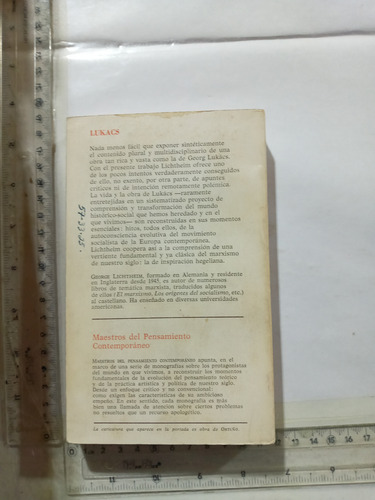 LUKACS
Nada menos fácil que exponer sintéticamente
el contenido plural y multidisciplinario de una
obra tan rica y vasta como la de Georg Lukács.
Con el presente trabajo Lichtheim ofrece uno
de los pocos intentos verdaderamente conseguidos
de ello, no exento, por otra parte, de apuntes
críticos ni de intención remotamente polémica.
La vida y la obra de Lukács —raramente
entrejidas en un sistematizado proyecto de
comprensión y transformación del mundo
histórico-social que hemos heredado y en el
que vivimos— son reconstruidas en sus momentos
esenciales: hitos, todos ellos, de la
autoconsciencia evolutiva del movimiento
socialista de la Europa contemporánea.
Lichtheim coopera así a la comprensión de una
vertiente fundamental y ya clásica del marxismo
de nuestro siglo: la de inspiración hegeliana.
GEORGE LICHTHEIM, formado en Alemania y residente
en Inglaterra desde 1945, es autor de numerosos
libros de temática marxista, traducidos algunos
de ellos (El marxismo, Los orígenes del socialismo, etc.)
al castellano. Ha enseñado en diversas universidades
americanas.
Maestros del Pensamiento
Contemporáneo
MAESTROS DEL PENSAMIENTO CONTEMPORÁNEO apunta, en el
marco de una serie de monografías sobre los protagonistas
del mundo en que vivimos, a reconstruir los momentos
fundamentales de la evolución del pensamiento teórico
y de la práctica artística y política de nuestro siglo.
Desde un enfoque crítico y no convencional:
como exigen las características de su ambicioso
empeño. En este sentido, cada monografía es más
bien una llamada de atención sobre ciertos problemas
no resueltos que un recurso apologético.
La caricatura que aparece en la portada es obra de